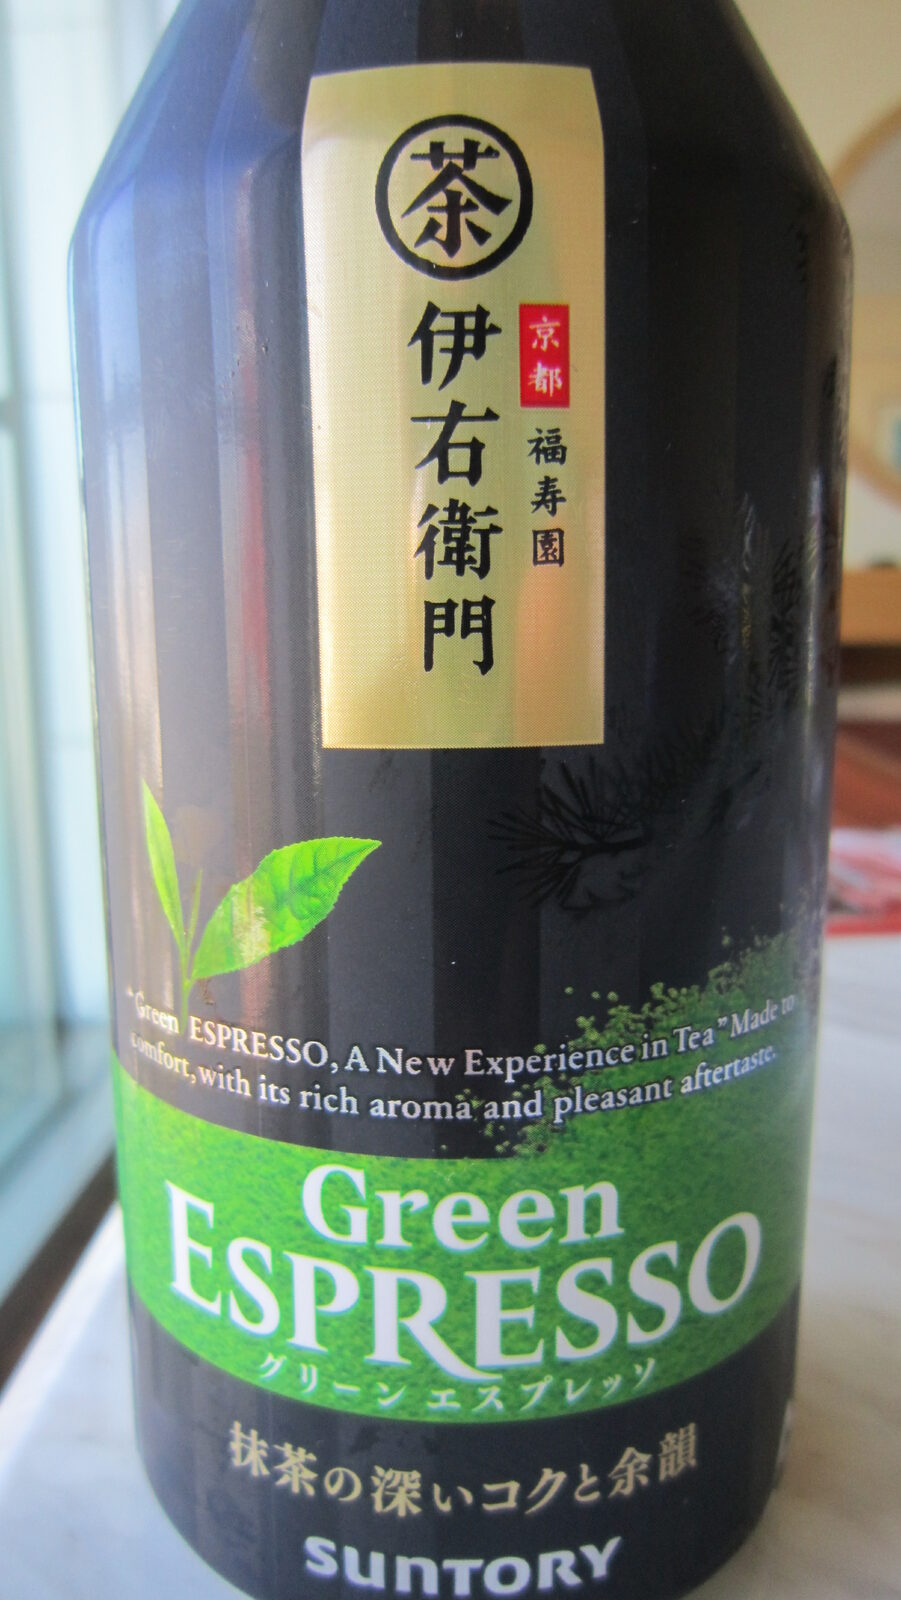 茶
京都 福寿園
伊右衛門
"Green ESPRESSO, A New Experience in Tea" Made to
comfort, with its rich aroma and pleasant aftertaste.
Green
ESPRESSO
グリーン エスプレッソ
抹茶の深いコクと余韻
SUNTORY